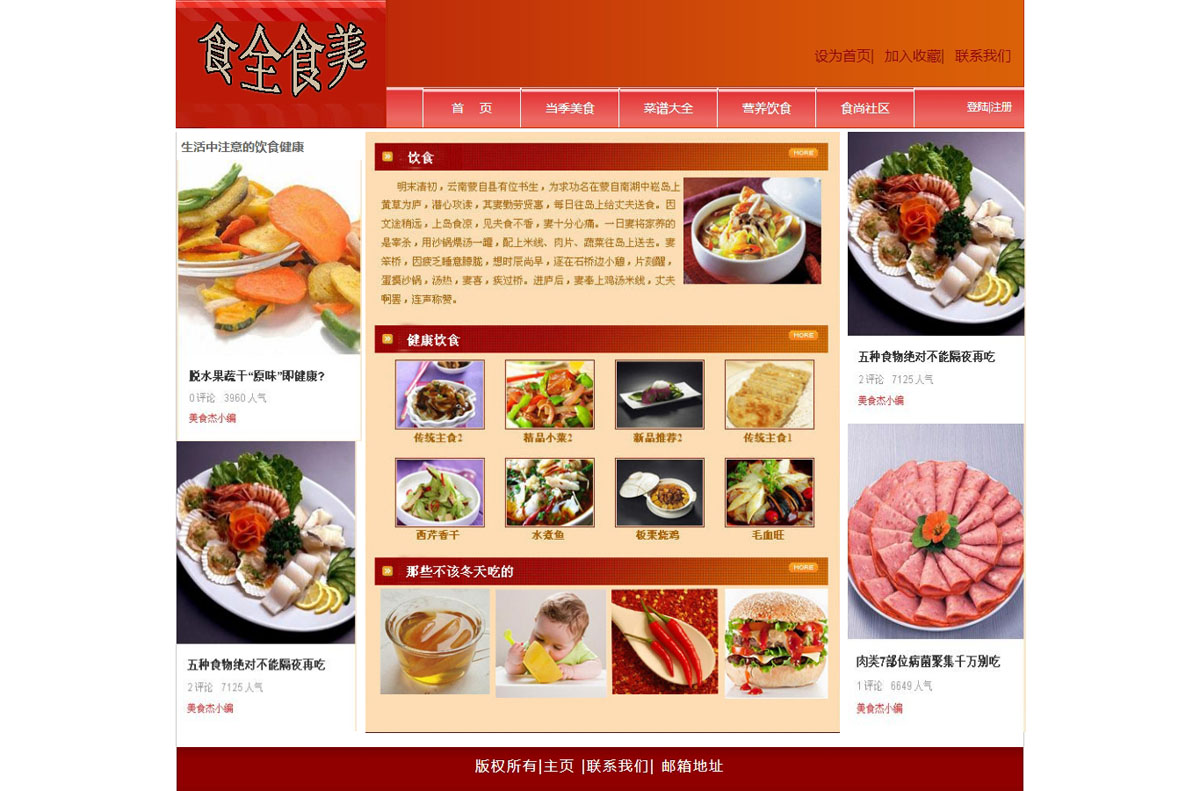 食全食美
设为首页| 加入收藏| 联系我们
首 页 当季美食 菜谱大全 营养饮食 食尚社区 登陆|注册
生活中注意的饮食健康
脱水果蔬干“原味”即健康?
0 评论 3960 人气
美食杰小编
五种食物绝对不能隔夜再吃
2 评论 7125 人气
美食杰小编
饮食 MORE
明末清初，云南蒙自县有位书生，为求功名在蒙自南湖中菘岛上
黄草为庐，潜心攻读，其妻勤劳贤惠，每日往岛上给丈夫送食。因
文途稍远，上岛食凉，见夫食不香，妻十分心痛。一日妻将家养的
是宰杀，用沙锅煨汤一罐，配上米线、肉片、蔬菜往岛上送去。妻
笨桥，因疲乏睡意朦胧，想时辰尚早，遂在石桥边小憩，片刻醒，
蛋摸沙锅，汤热，妻喜，疾过桥。进庐后，妻奉上鸡汤米线，丈夫
啊罢，连声称赞。
健康饮食 MORE
传统主食2 精品小菜2 新品推荐2 传统主食1
西芹香干 水煮鱼 板栗烧鸡 毛血旺
那些不该冬天吃的 MORE
五种食物绝对不能隔夜再吃
2 评论 7125 人气
美食杰小编
肉类7部位病菌聚集千万别吃
1 评论 6649 人气
美食杰小编
版权所有|主页 |联系我们| 邮箱地址